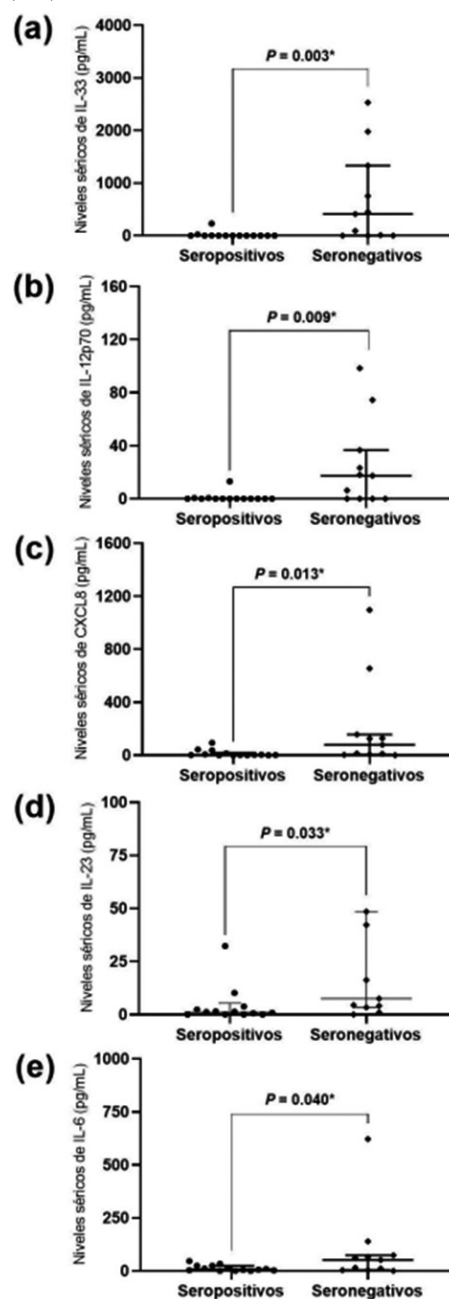 (a)
Niveles séricos de IL-33 (pg/mL)
4000
3000
2000
1000
0
P = 0.003*
Seropositivos Seronegativos
(b)
Niveles séricos de IL-12p70 (pg/mL)
160
120
80
40
0
P = 0.009*
Seropositivos Seronegativos
(c)
Niveles séricos de CXCL8 (pg/mL)
1600
1200
800
400
0
P = 0.013*
Seropositivos Seronegativos
(d)
Niveles séricos de IL-23 (pg/mL)
100
75
50
25
0
P = 0.033*
Seropositivos Seronegativos
(e)
Niveles séricos de IL-6 (pg/mL)
1000
750
500
250
0
P = 0.040*
Seropositivos Seronegativos